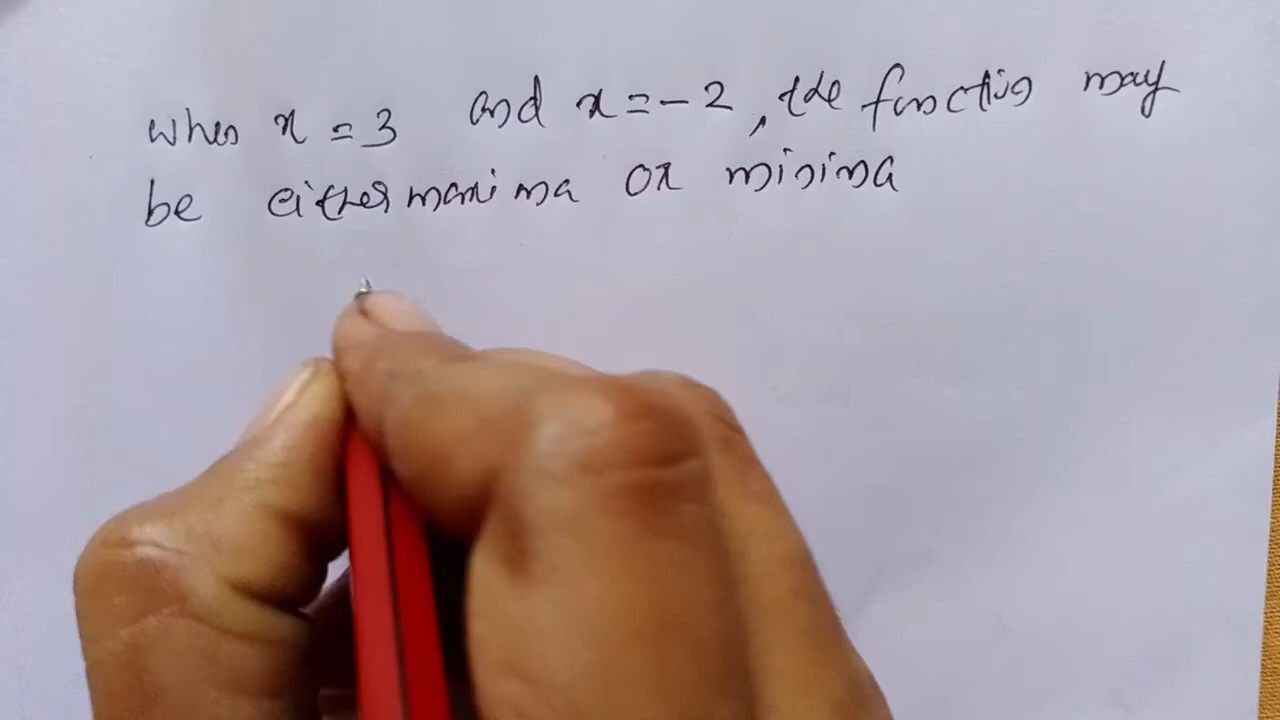 when x = 3 and x = -2, the function may
be either maxima or minima